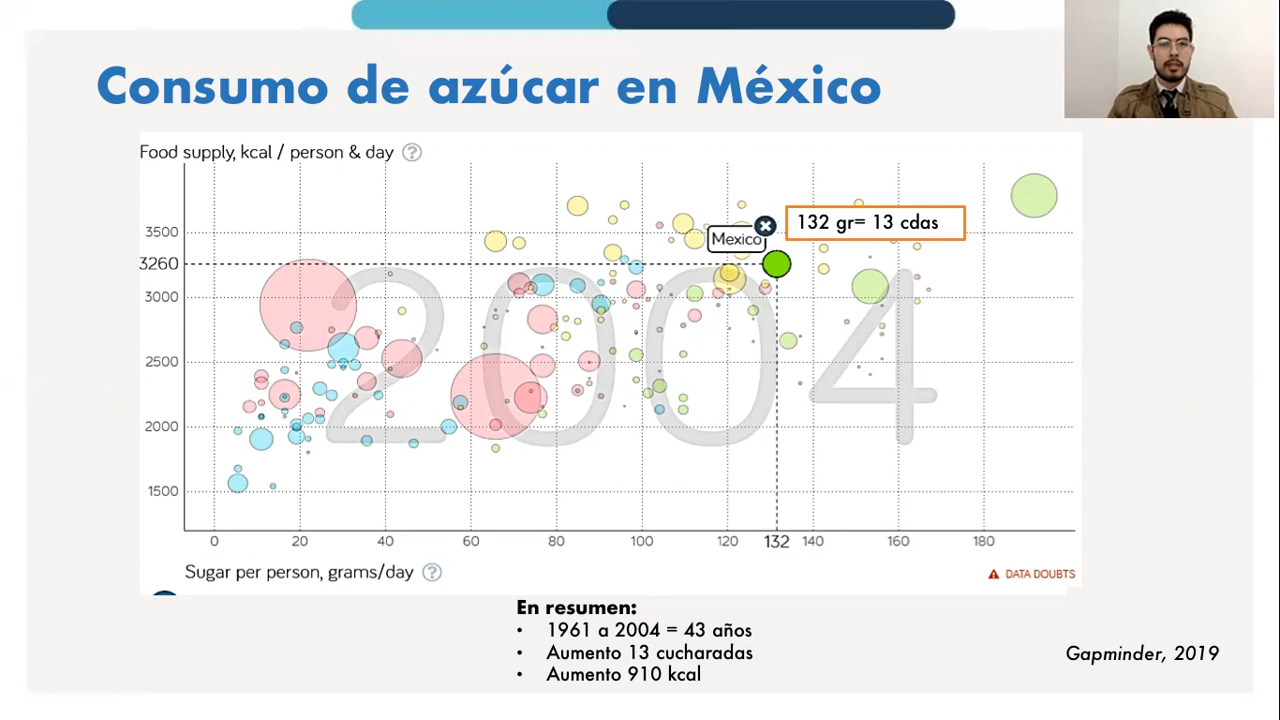 Consumo de azúcar en México
Food supply, kcal / person & day ?
2004
3500
3260
3000
2500
2000
1500
Mexico
132 gr= 13 cdas
0 20 40 60 80 100 120 132 140 160 180
Sugar per person, grams/day ?
DATA DOUBTS
En resumen:
• 1961 a 2004 = 43 años
• Aumento 13 cucharadas
• Aumento 910 kcal
Gapminder, 2019